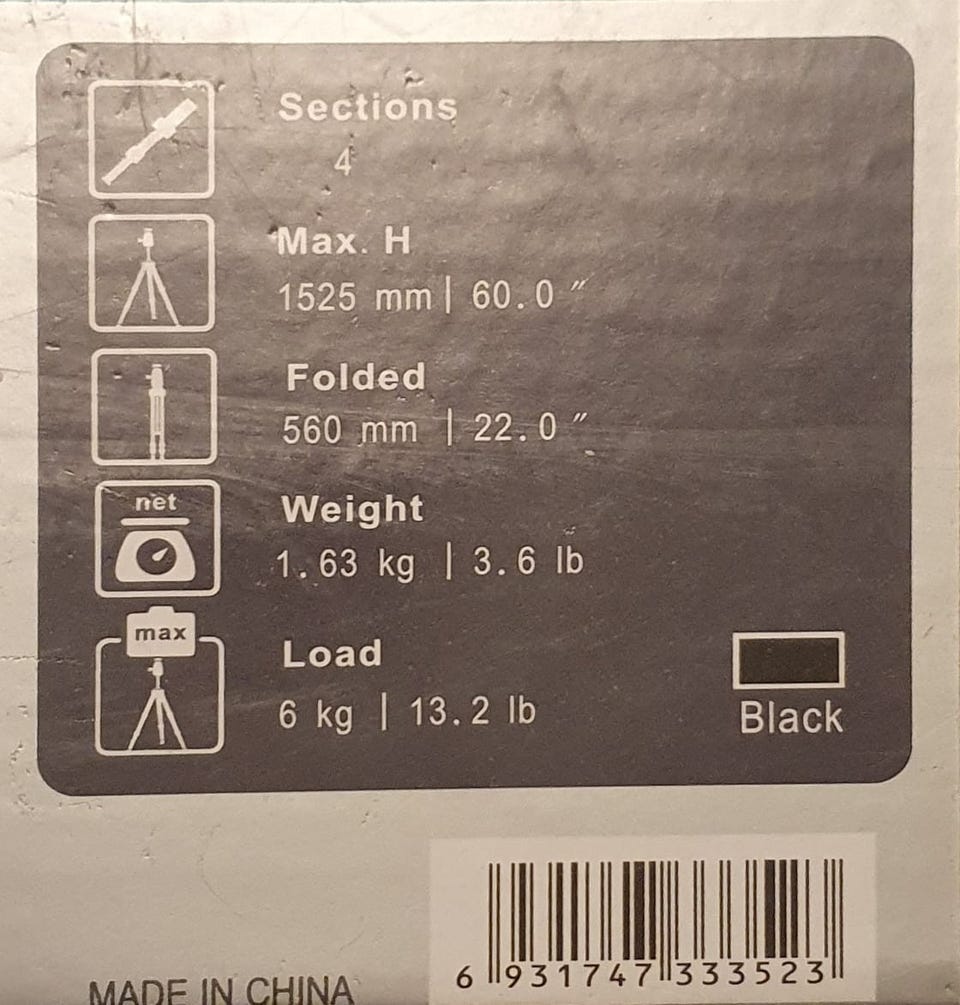 Sections
4
Max. H
1525 mm | 60.0 ″
Folded
560 mm | 22.0 ″
net
Weight
1.63 kg | 3.6 lb
max
Load
6 kg | 13.2 lb
Black
6 931747 333523
MADE IN CHINA